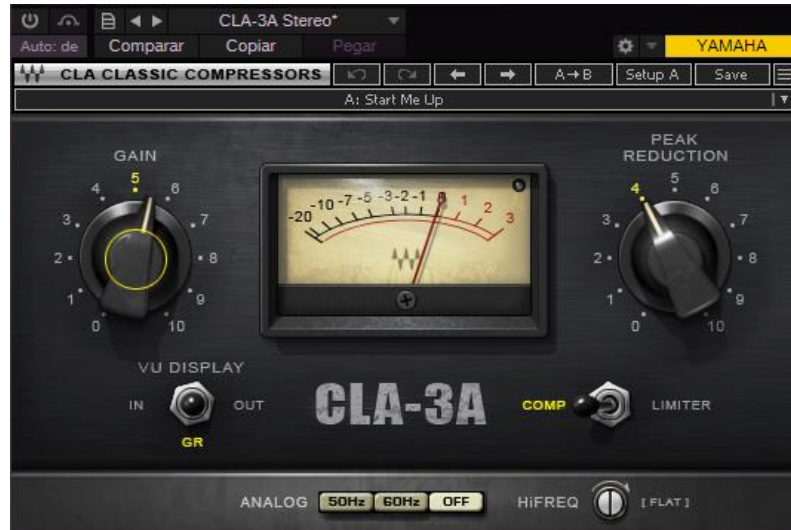 CLA-3A Stereo*
Auto: de Comparar Copiar Pegar YAMAHA
CLA CLASSIC COMPRESSORS A→B Setup A Save
A: Start Me Up
GAIN
0 1 2 3 4 5 6 7 8 9 10
-20 -10 -7 -5 -3 -2 -1 0 1 2 3
PEAK
REDUCTION
0 1 2 3 4 5 6 7 8 9 10
VU DISPLAY
IN OUT
GR
CLA-3A
COMP LIMITER
ANALOG 50Hz 60Hz OFF HiFREQ [ FLAT ]